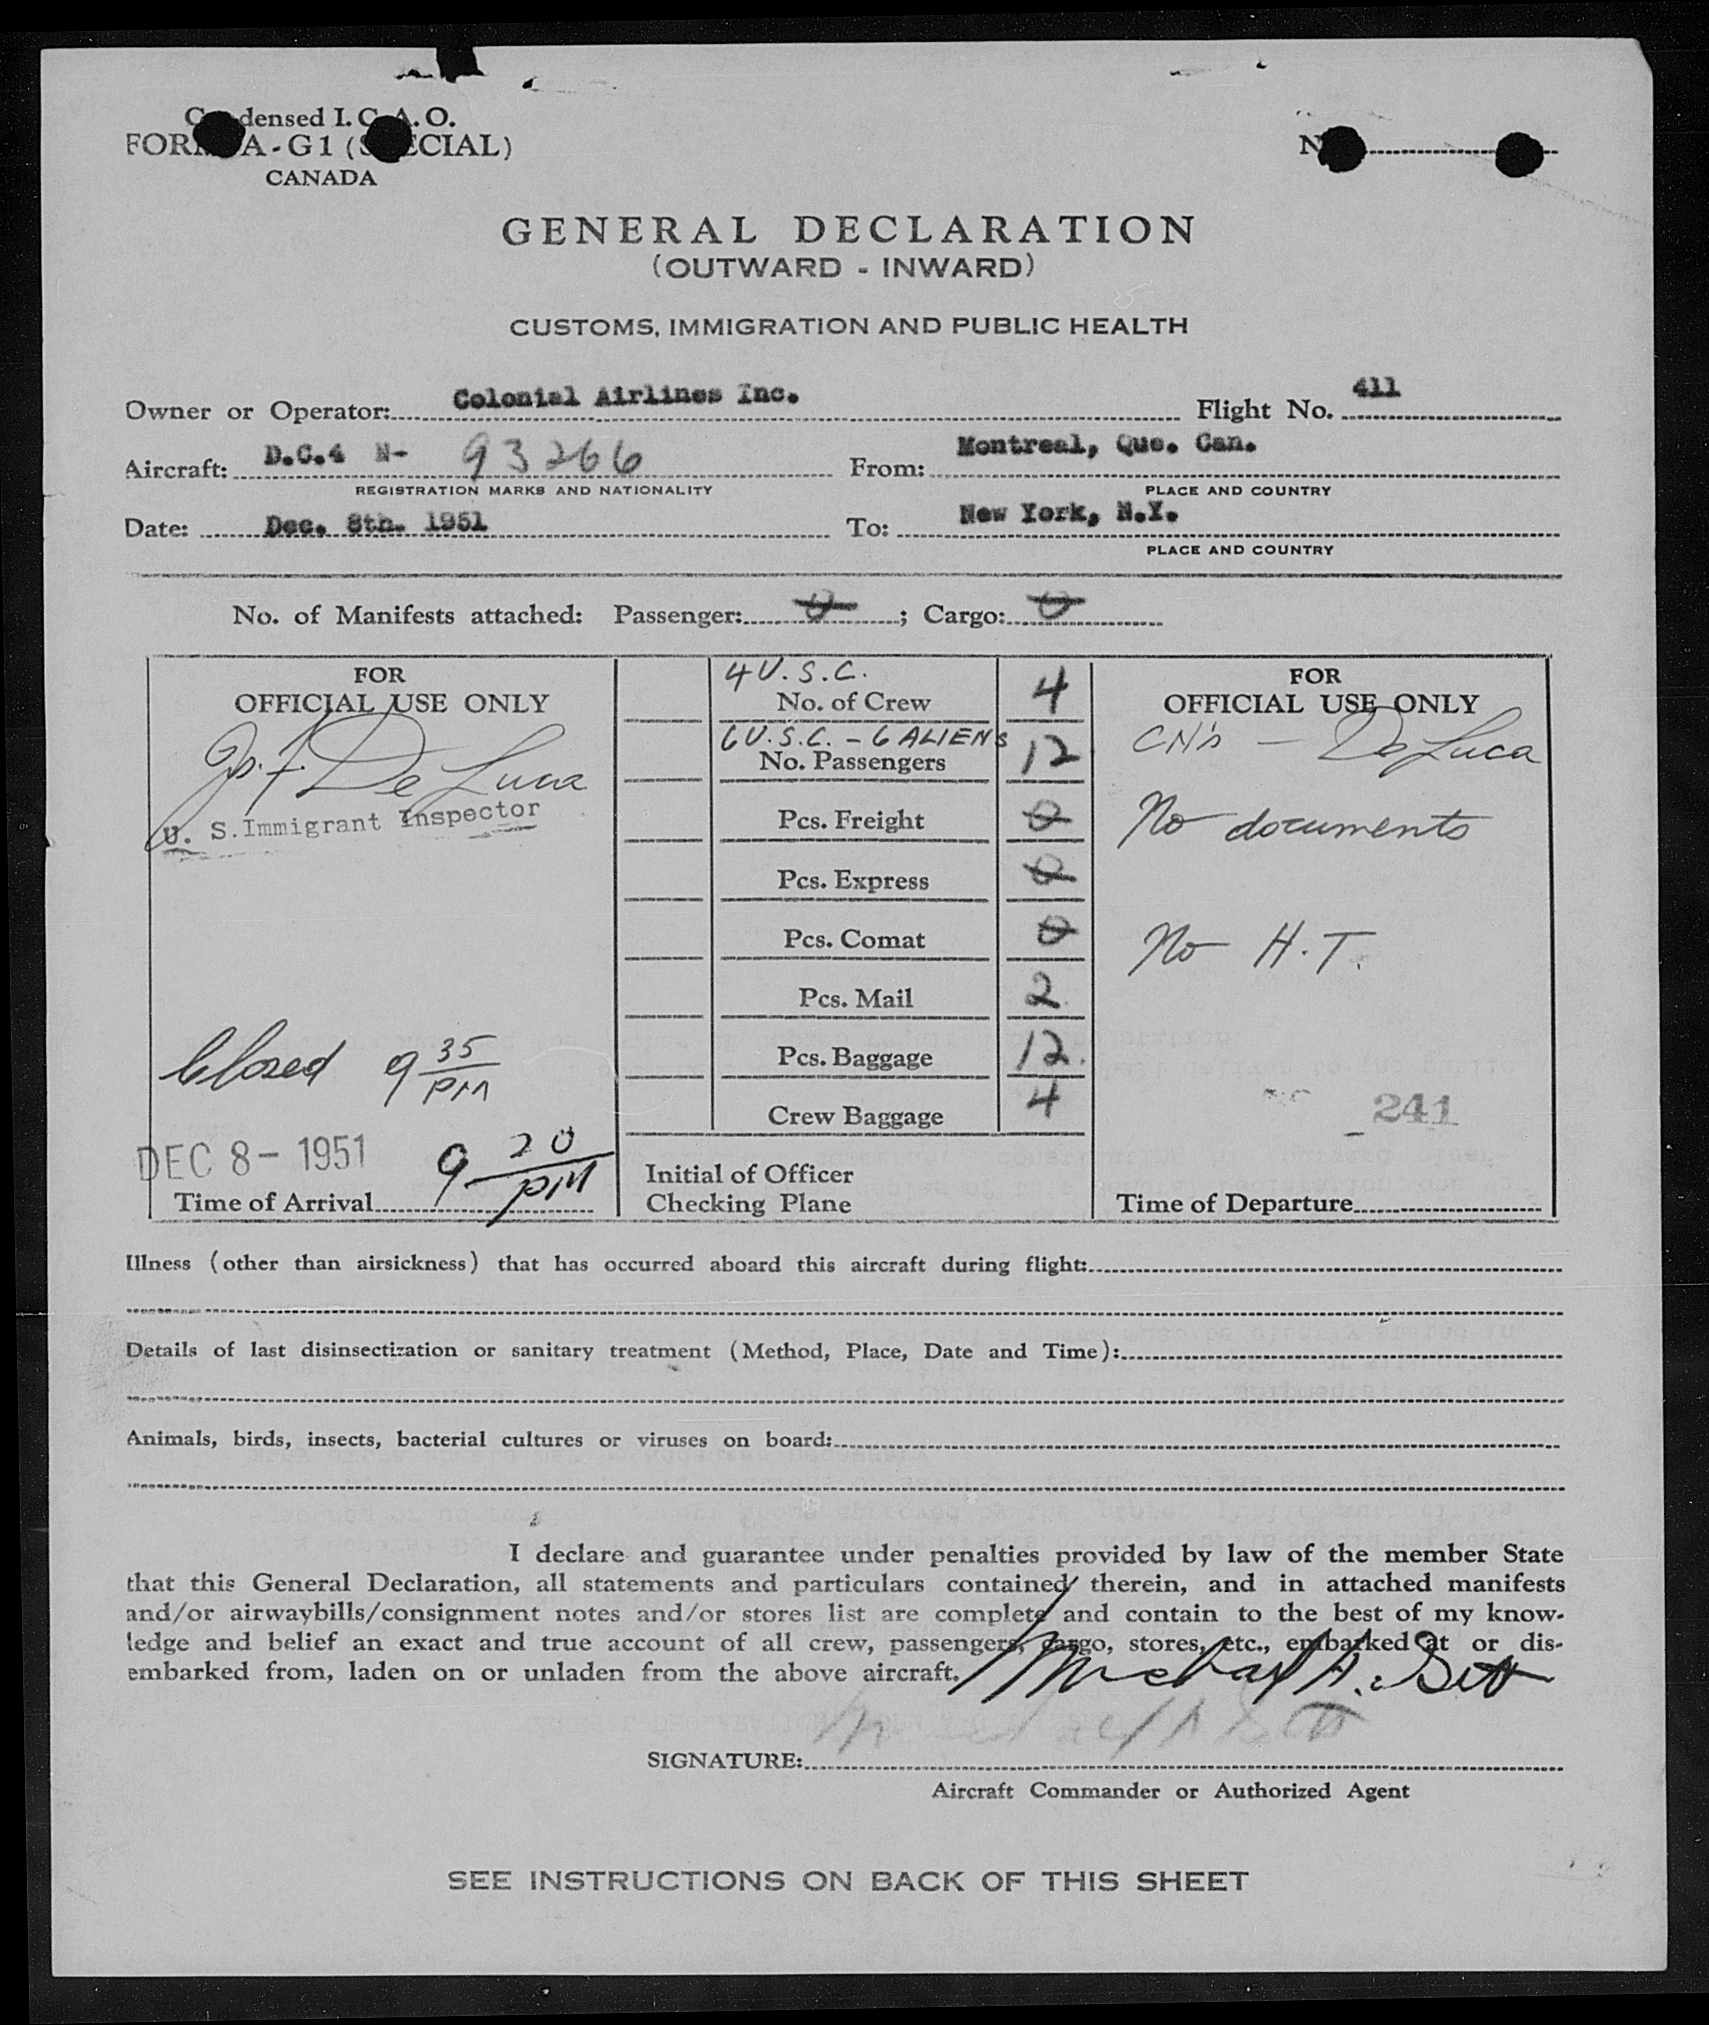 Condensed I.C.A.O.
FORM A-G1 (SPECIAL)
CANADA
GENERAL DECLARATION
(OUTWARD - INWARD)
CUSTOMS, IMMIGRATION AND PUBLIC HEALTH
Owner or Operator: Colonial Airlines Inc. Flight No. 411
Aircraft: D.C.4 N- 93266 From: Montreal, Que. Can.
REGISTRATION MARKS AND NATIONALITY PLACE AND COUNTRY
Date: Dec. 8th. 1951 To: New York, N.Y.
PLACE AND COUNTRY
No. of Manifests attached: Passenger: 0; Cargo: 0
FOR
OFFICIAL USE ONLY
De Luca
U. S. Immigrant Inspector
Closed 9 35 PM
DEC 8- 1951 9 20 PM
Time of Arrival
4 U.S.C.
No. of Crew 4
6 U.S.C. - 6 ALIENS
No. Passengers 12
Pcs. Freight 0
Pcs. Express 0
Pcs. Comat 0
Pcs. Mail 2
Pcs. Baggage 12.
Crew Baggage 4
Initial of Officer
Checking Plane
FOR
OFFICIAL USE ONLY
CN's - De Luca
No documents
No H.T.
241
Time of Departure
Illness (other than airsickness) that has occurred aboard this aircraft during flight:
Details of last disinsectization or sanitary treatment (Method, Place, Date and Time):
Animals, birds, insects, bacterial cultures or viruses on board:
I declare and guarantee under penalties provided by law of the member State
that this General Declaration, all statements and particulars contained therein, and in attached manifests
and/or airwaybills/consignment notes and/or stores list are complete and contain to the best of my know-
ledge and belief an exact and true account of all crew, passengers, cargo, stores, etc., embarked at or dis-
embarked from, laden on or unladen from the above aircraft.
Michael A.
SIGNATURE:
Aircraft Commander or Authorized Agent
SEE INSTRUCTIONS ON BACK OF THIS SHEET